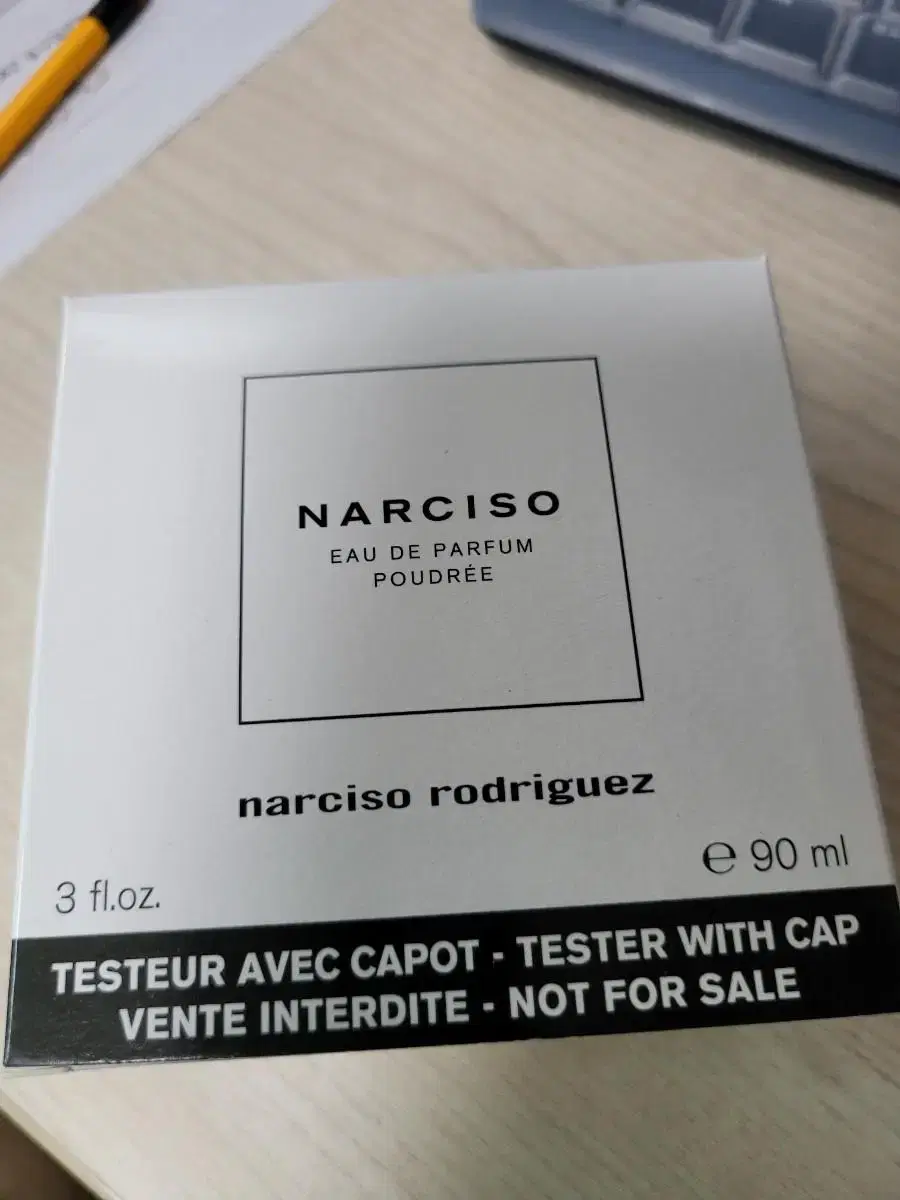 NARCISO
EAU DE PARFUM
POUDRÉE
narciso rodriguez
3 fl.oz. ℮ 90 ml
TESTEUR AVEC CAPOT - TESTER WITH CAP
VENTE INTERDITE - NOT FOR SALE